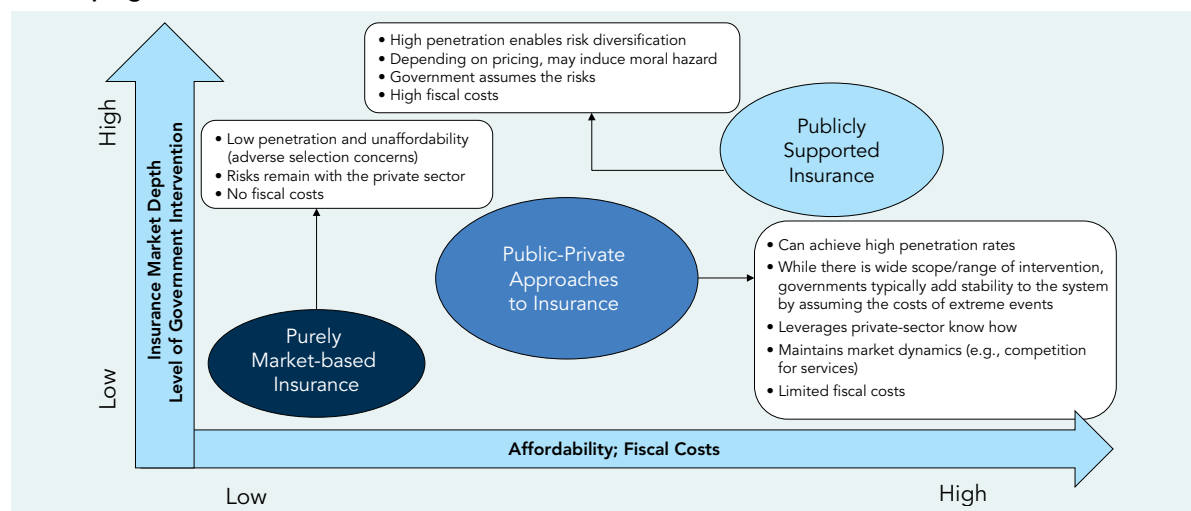 • High penetration enables risk diversification
• Depending on pricing, may induce moral hazard
• Government assumes the risks
• High fiscal costs
High
Publicly
Supported
Insurance
• Low penetration and unaffordability
(adverse selection concerns)
• Risks remain with the private sector
• No fiscal costs
Insurance Market Depth
Level of Government Intervention
Public-Private
Approaches
to Insurance
• Can achieve high penetration rates
• While there is wide scope/range of intervention,
governments typically add stability to the system
by assuming the costs of extreme events
• Leverages private-sector know how
• Maintains market dynamics (e.g., competition
for services)
• Limited fiscal costs
Purely
Market-based
Insurance
Low
Affordability; Fiscal Costs
Low
High